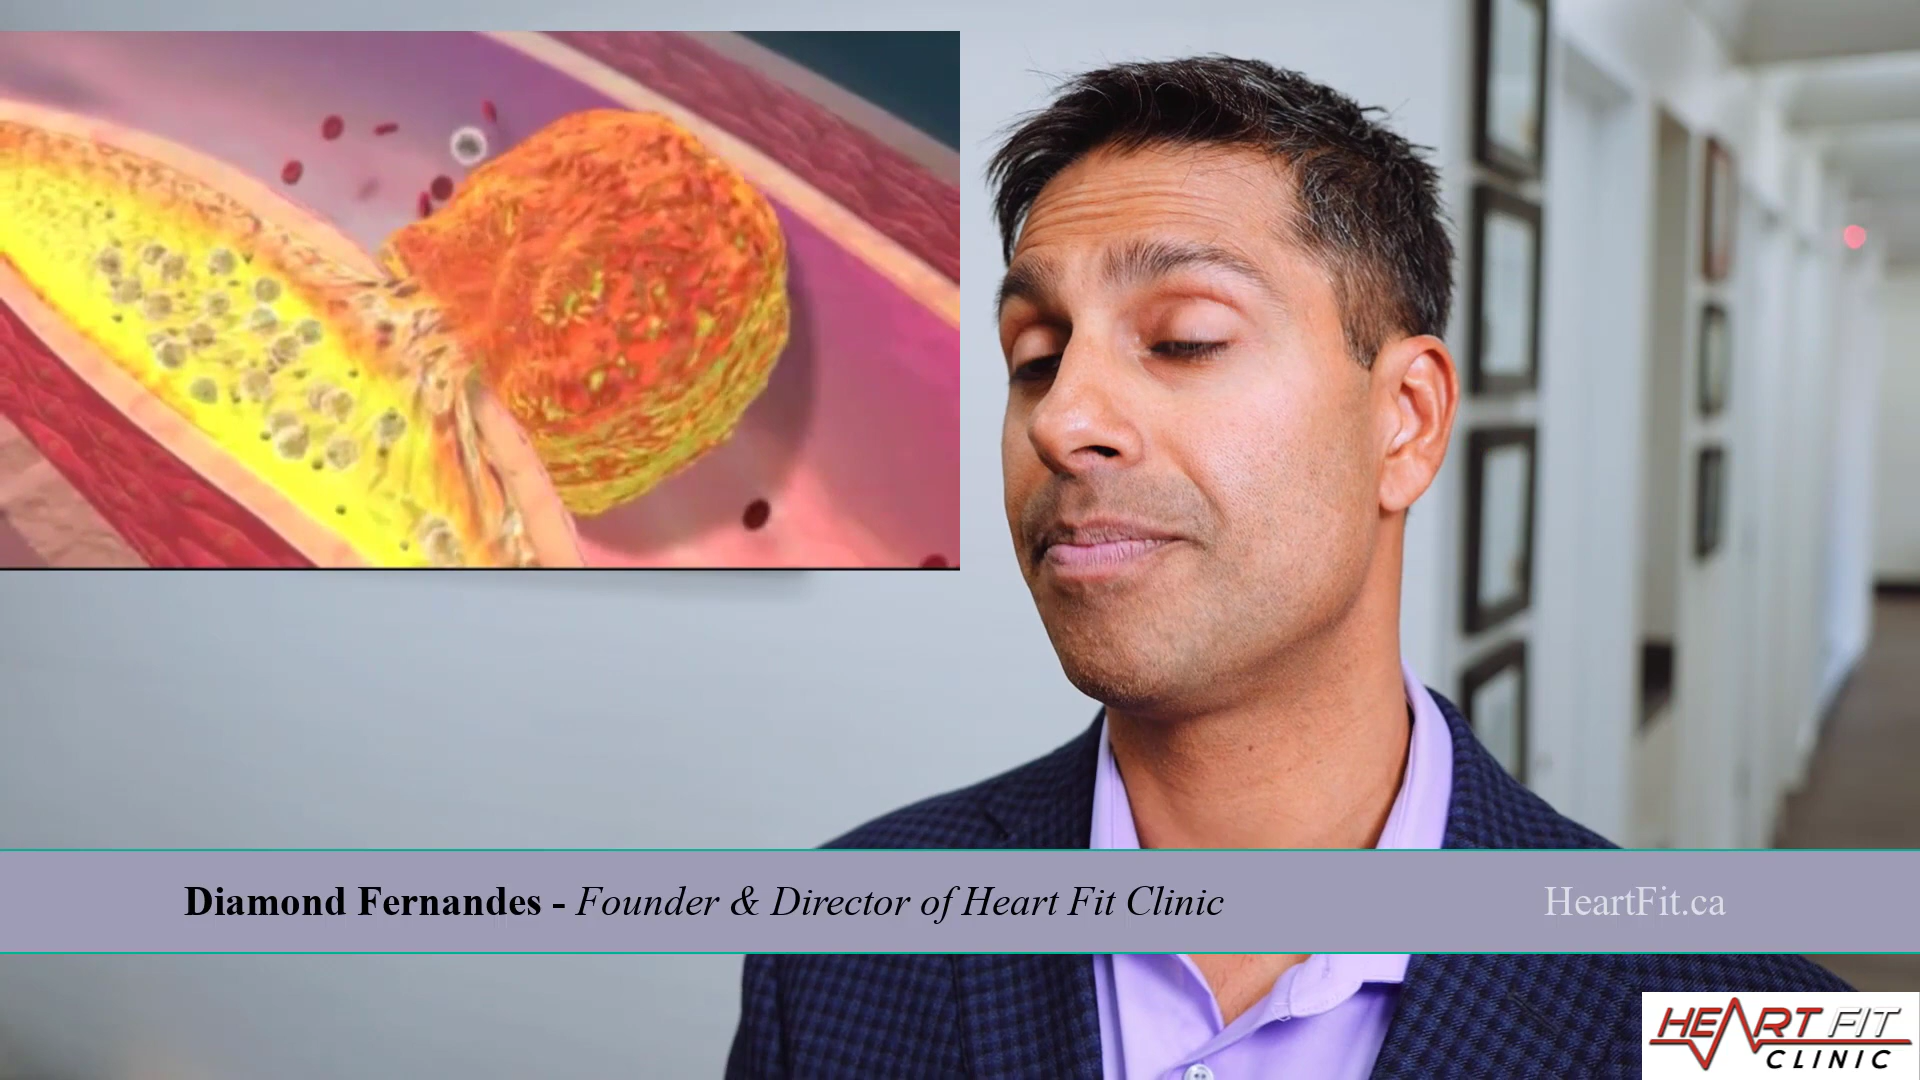 Diamond Fernandes - Founder & Director of Heart Fit Clinic
HeartFit.ca
HEART FIT
CLINIC